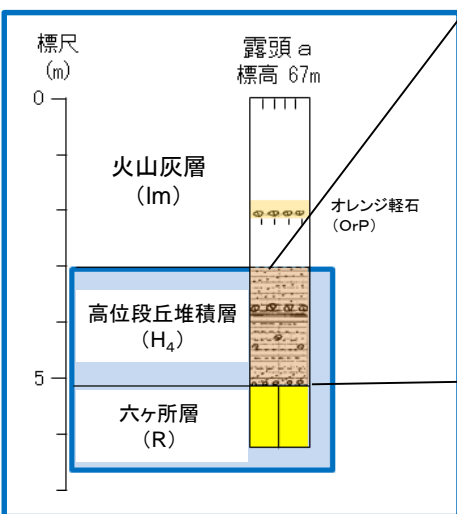 標尺
(m)
露頭a
標高 67m
0
火山灰層
(lm)
オレンジ軽石
(OrP)
高位段丘堆積層
(H₄)
5
六ヶ所層
(R)